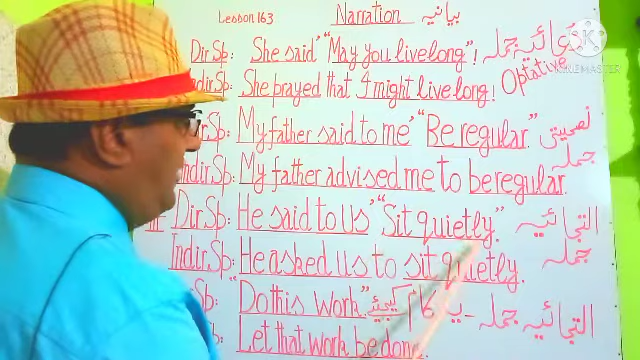 Lesson 163 Narration بیانیہ
Dir Sp: She said "May you live long"! دعائیہ جملہ
Indir.Sp: She prayed that I might live long! Optative
KINEMASTER
Dir.Sp: My father said to me "Be regular." نصیحتی
Indir.Sp: My father advised me to be regular. جملہ
Dir.Sp: He said to Us "Sit quietly". التجائیہ
Indir.Sp: He asked us to sit quietly. جملہ
Sp: Do this work" یہ کام کیجئے - التجائیہ جملہ
Sp: Let that work be done